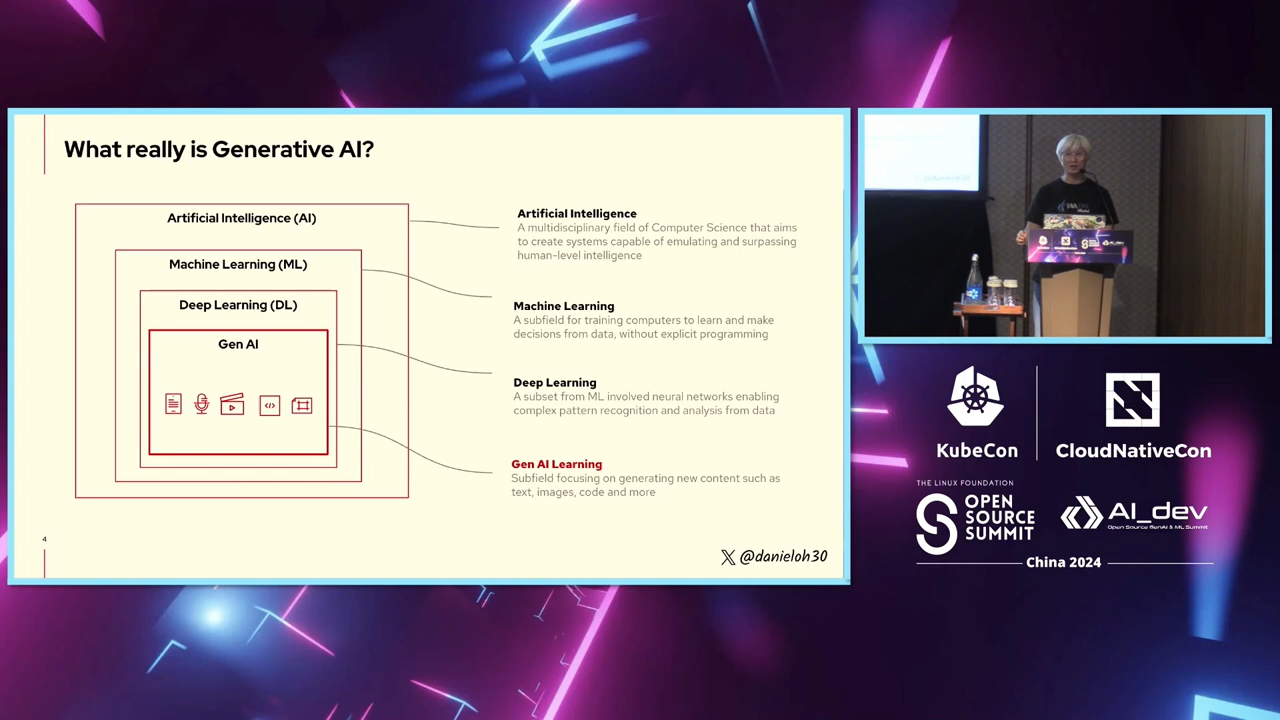 What really is Generative AI?
Artificial Intelligence (AI)
Machine Learning (ML)
Deep Learning (DL)
Gen AI
Artificial Intelligence
A multidisciplinary field of Computer Science that aims
to create systems capable of emulating and surpassing
human-level intelligence
Machine Learning
A subfield for training computers to learn and make
decisions from data, without explicit programming
Deep Learning
A subset from ML involved neural networks enabling
complex pattern recognition and analysis from data
Gen AI Learning
Subfield focusing on generating new content such as
text, images, code and more
4
@danieloh30
KubeCon
CloudNativeCon
THE LINUX FOUNDATION
OPEN
SOURCE
SUMMIT
AI_dev
Open Source GenAI & ML Summit
China 2024